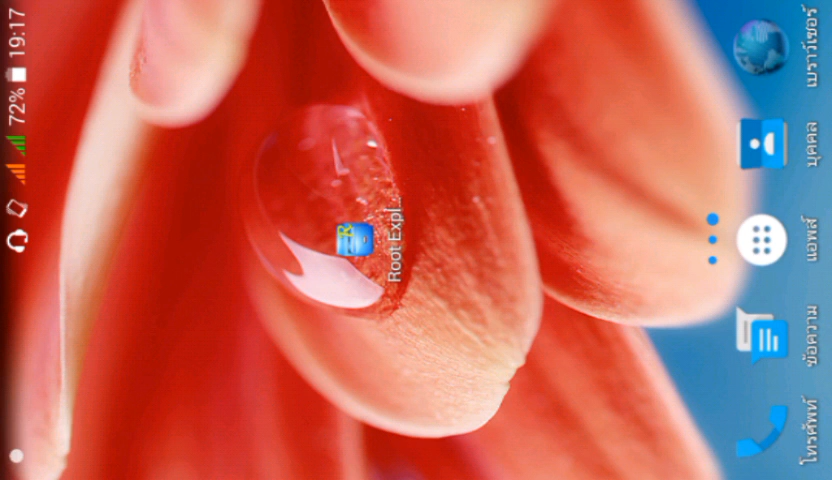 72% 19:17
Root Expl...
โทรศัพท์
ข้อความ
แอพส์
บุคคล
เบราว์เซอร์